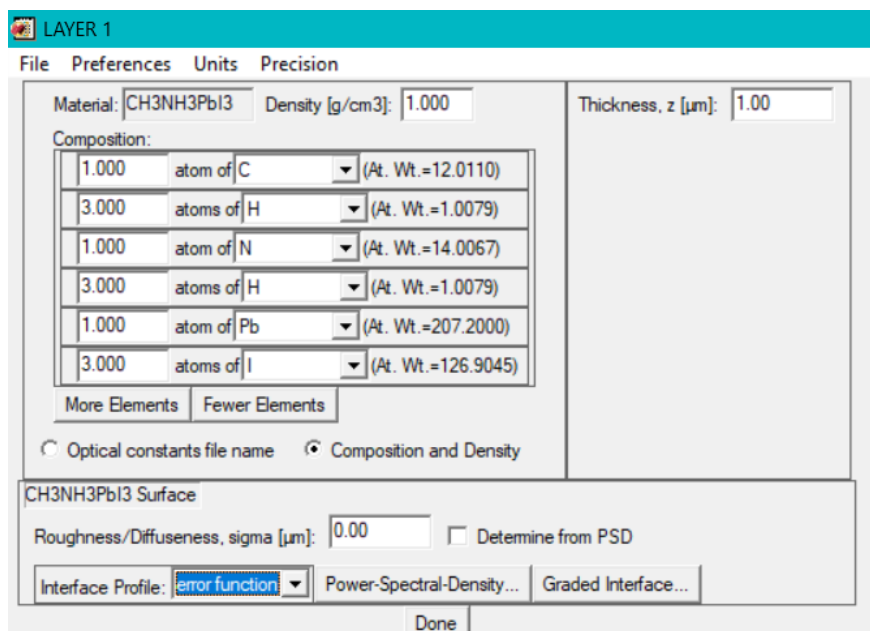 LAYER 1
File Preferences Units Precision
Material: CH3NH3PbI3 Density [g/cm3]: 1.000 Thickness, z [µm]: 1.00
Composition:
1.000 atom of C (At. Wt.=12.0110)
3.000 atoms of H (At. Wt.=1.0079)
1.000 atom of N (At. Wt.=14.0067)
3.000 atoms of H (At. Wt.=1.0079)
1.000 atom of Pb (At. Wt.=207.2000)
3.000 atoms of I (At. Wt.=126.9045)
More Elements Fewer Elements
Optical constants file name Composition and Density
CH3NH3PbI3 Surface
Roughness/Diffuseness, sigma [µm]: 0.00 Determine from PSD
Interface Profile: error function Power-Spectral-Density... Graded Interface...
Done